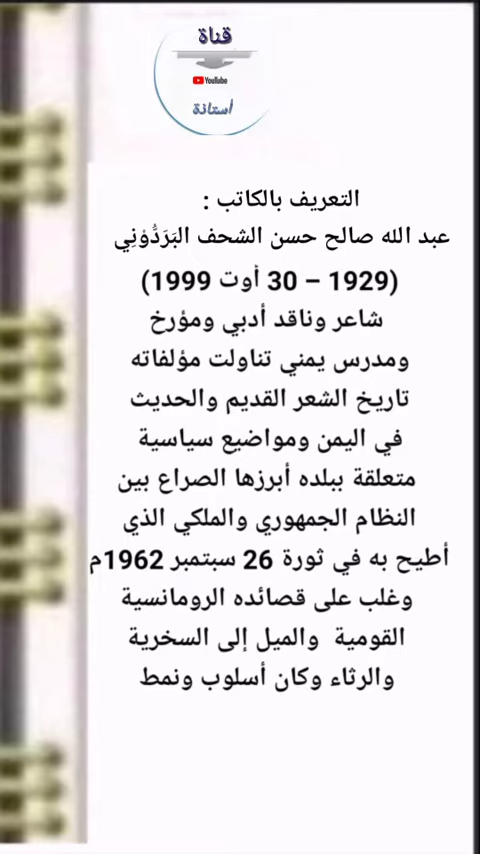 قناة
YouTube
أستاذة
التعريف بالكاتب :
عبد الله صالح حسن الشحف البَرَدُّوْنِي
(1929 – 30 أوت 1999)
شاعر وناقد أدبي ومؤرخ
ومدرس يمني تناولت مؤلفاته
تاريخ الشعر القديم والحديث
في اليمن ومواضيع سياسية
متعلقة ببلده أبرزها الصراع بين
النظام الجمهوري والملكي الذي
أطيح به في ثورة 26 سبتمبر 1962م
وغلب على قصائده الرومانسية
القومية والميل إلى السخرية
والرثاء وكان أسلوب ونمط